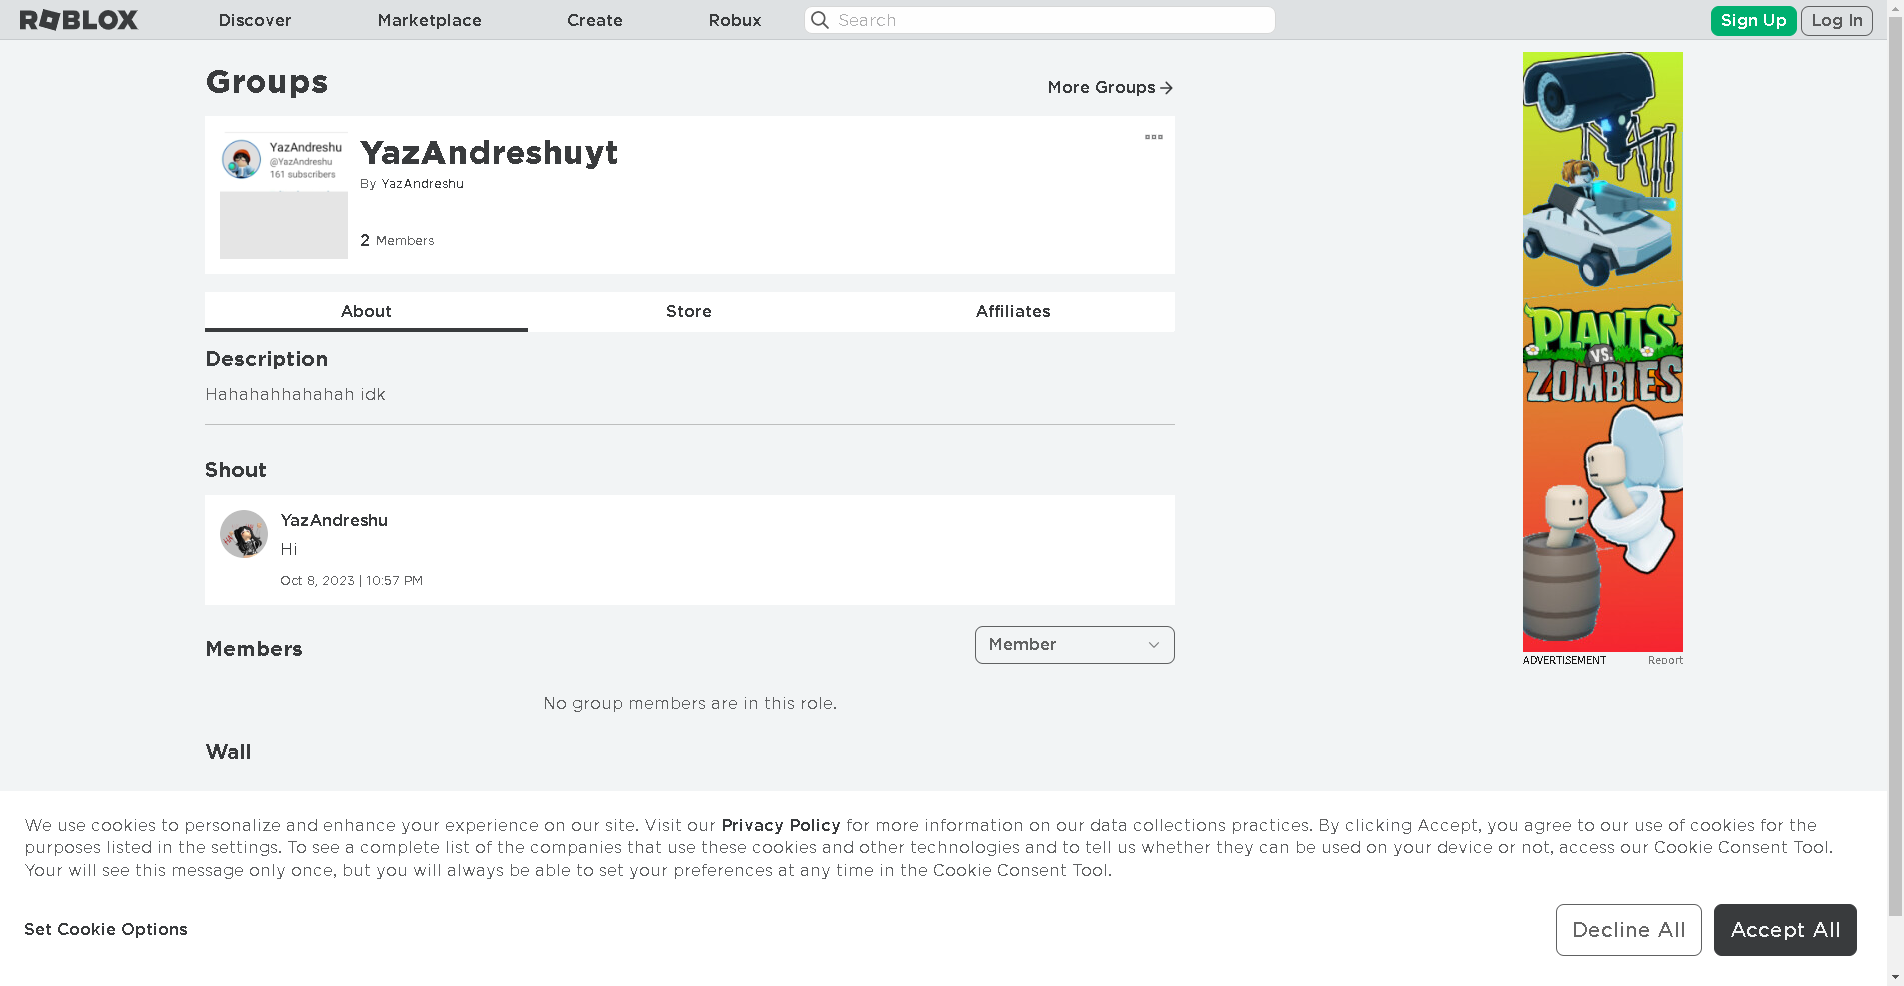 ROBLOX
Discover
Marketplace
Create
Robux
Search
Sign Up
Log In
Groups
More Groups
YazAndreshu
@YazAndreshu
161 subscribers
YazAndreshuyt
By YazAndreshu
2 Members
About
Store
Affiliates
Description
Hahahahhahahah idk
Shout
YazAndreshu
Hi
Oct 8, 2023 | 10:57 PM
Members
Member
No group members are in this role.
Wall
PLANTS
VS.
ZOMBIES
ADVERTISEMENT
Report
We use cookies to personalize and enhance your experience on our site. Visit our Privacy Policy for more information on our data collections practices. By clicking Accept, you agree to our use of cookies for the
purposes listed in the settings. To see a complete list of the companies that use these cookies and other technologies and to tell us whether they can be used on your device or not, access our Cookie Consent Tool.
Your will see this message only once, but you will always be able to set your preferences at any time in the Cookie Consent Tool.
Set Cookie Options
Decline All
Accept All